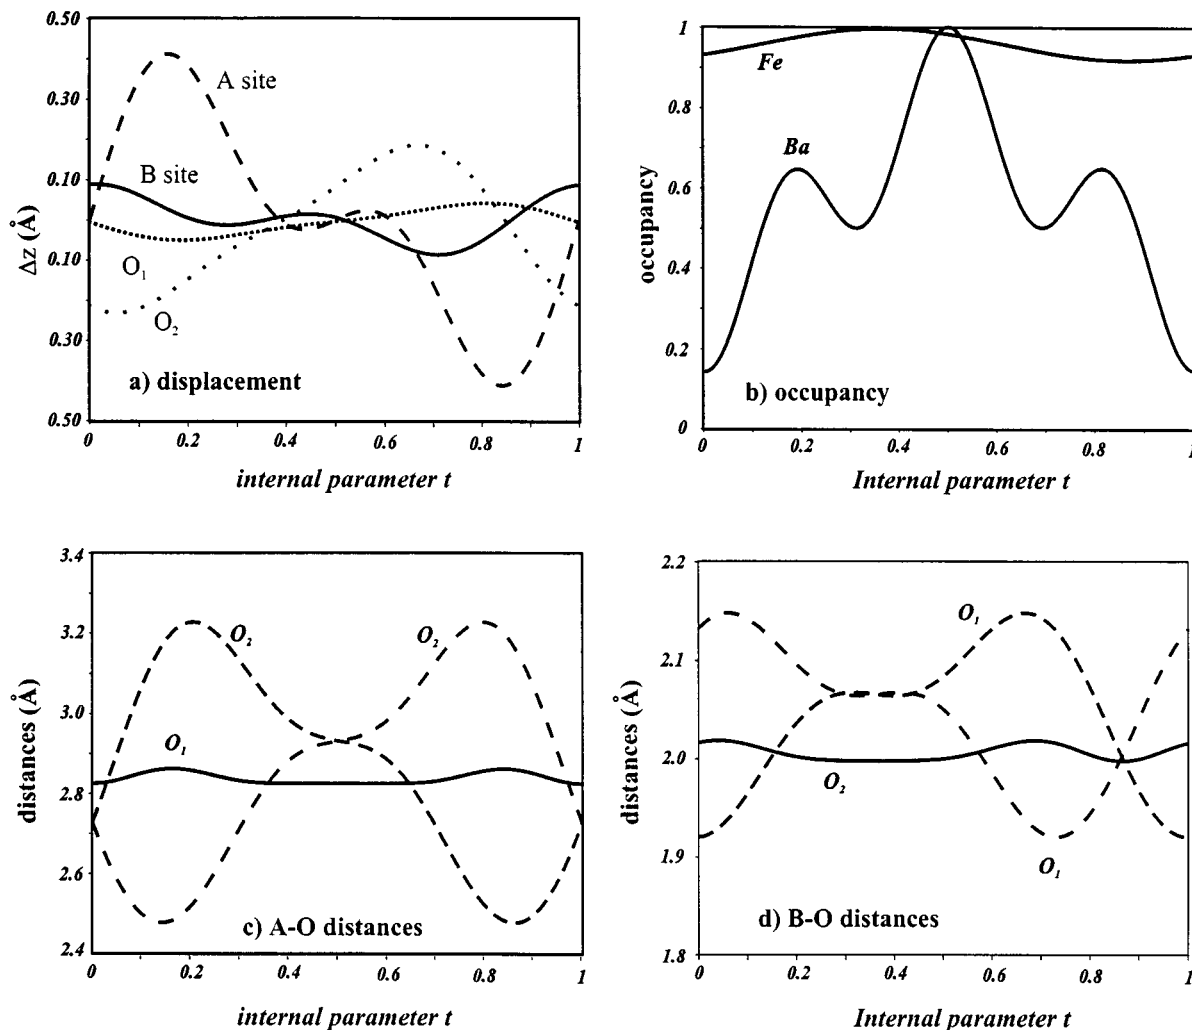 0.50
0.30
0.10
0.10
0.30
0.50
Δz (Å)
A site
B site
O₁
O₂
a) displacement
0 0.2 0.4 0.6 0.8 1
internal parameter t
1
0.8
0.6
0.4
0.2
0
occupancy
Fe
Ba
b) occupancy
0 0.2 0.4 0.6 0.8 1
Internal parameter t
3.4
3.2
3.0
2.8
2.6
2.4
distances (Å)
O₂ O₂
O₁
c) A-O distances
0 0.2 0.4 0.6 0.8 1
internal parameter t
2.2
2.1
2.0
1.9
1.8
distances (Å)
O₁
O₂
O₁
d) B-O distances
0 0.2 0.4 0.6 0.8 1
Internal parameter t